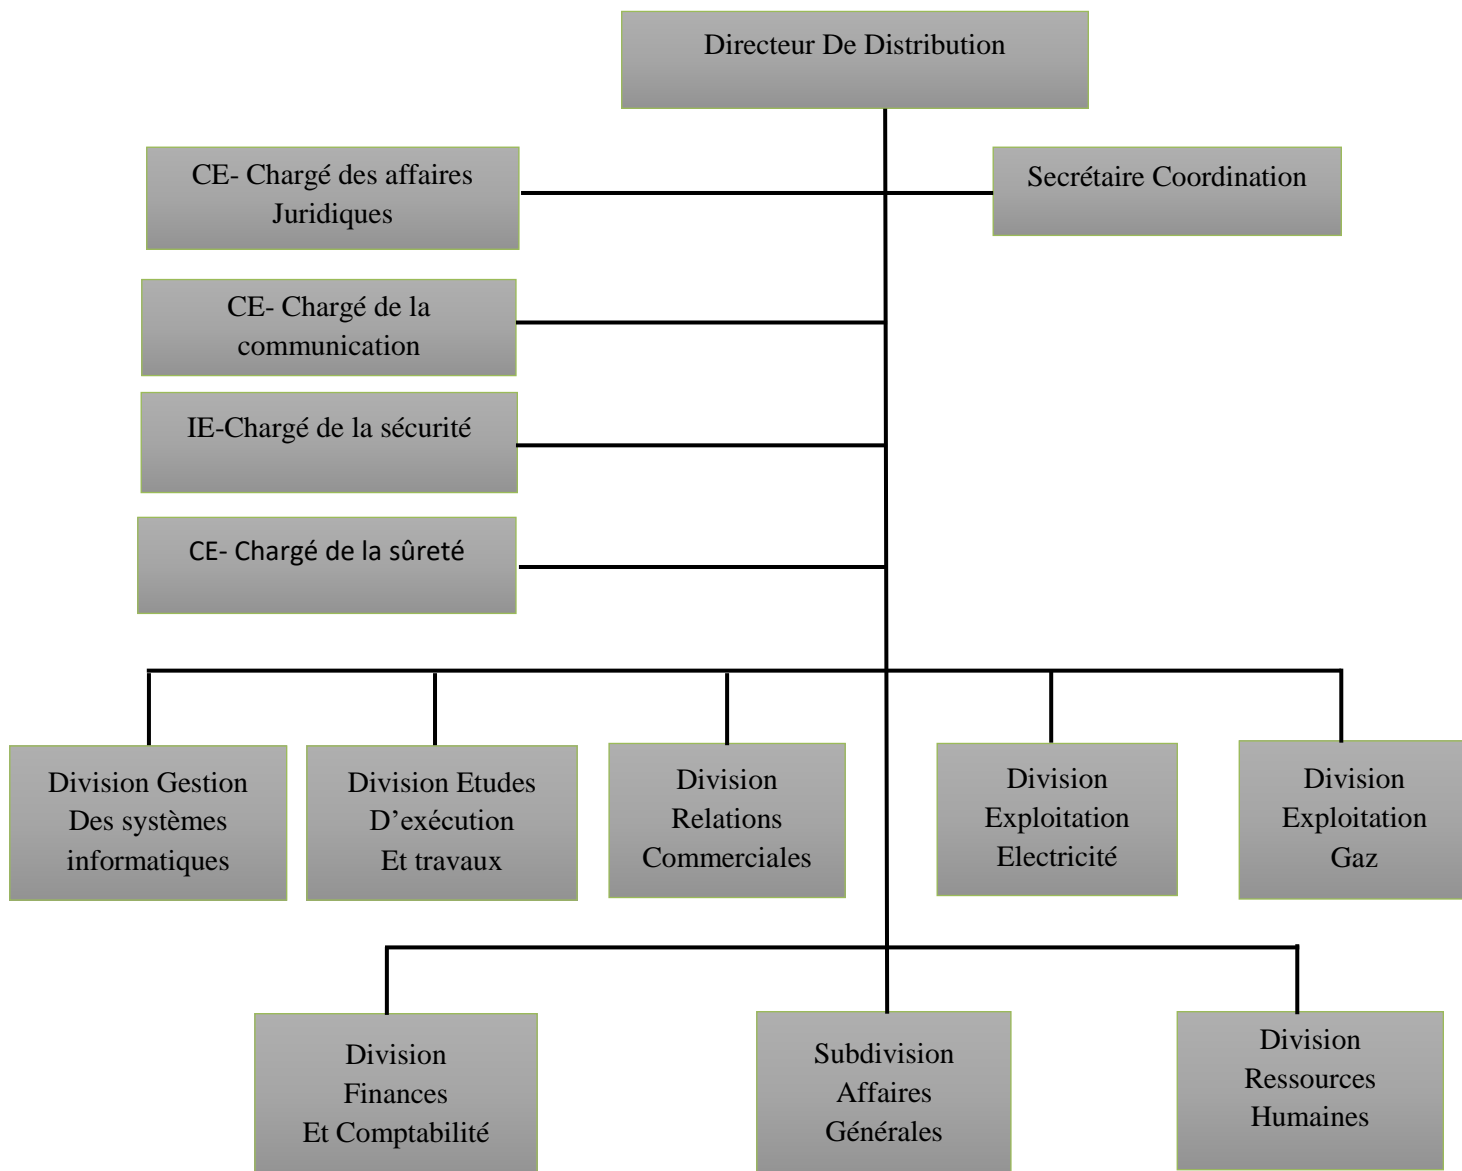 Directeur De Distribution
CE- Chargé des affaires
Juridiques
Secrétaire Coordination
CE- Chargé de la
communication
IE-Chargé de la sécurité
CE- Chargé de la sûreté
Division Gestion
Des systèmes
informatiques
Division Etudes
D’exécution
Et travaux
Division
Relations
Commerciales
Division
Exploitation
Electricité
Division
Exploitation
Gaz
Division
Finances
Et Comptabilité
Subdivision
Affaires
Générales
Division
Ressources
Humaines